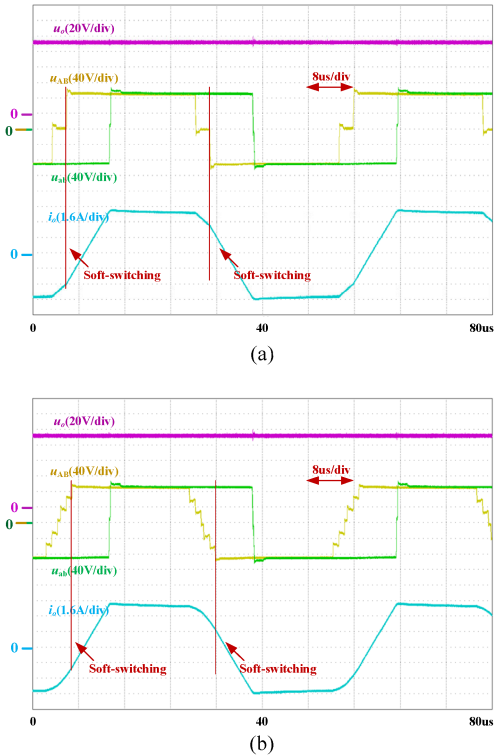 uo(20V/div)
uAB(40V/div)
8us/div
0
0
uab(40V/div)
io(1.6A/div)
0
Soft-switching
Soft-switching
0
40
80us
(a)
uo(20V/div)
uAB(40V/div)
8us/div
0
0
uab(40V/div)
io(1.6A/div)
0
Soft-switching
Soft-switching
0
40
80us
(b)